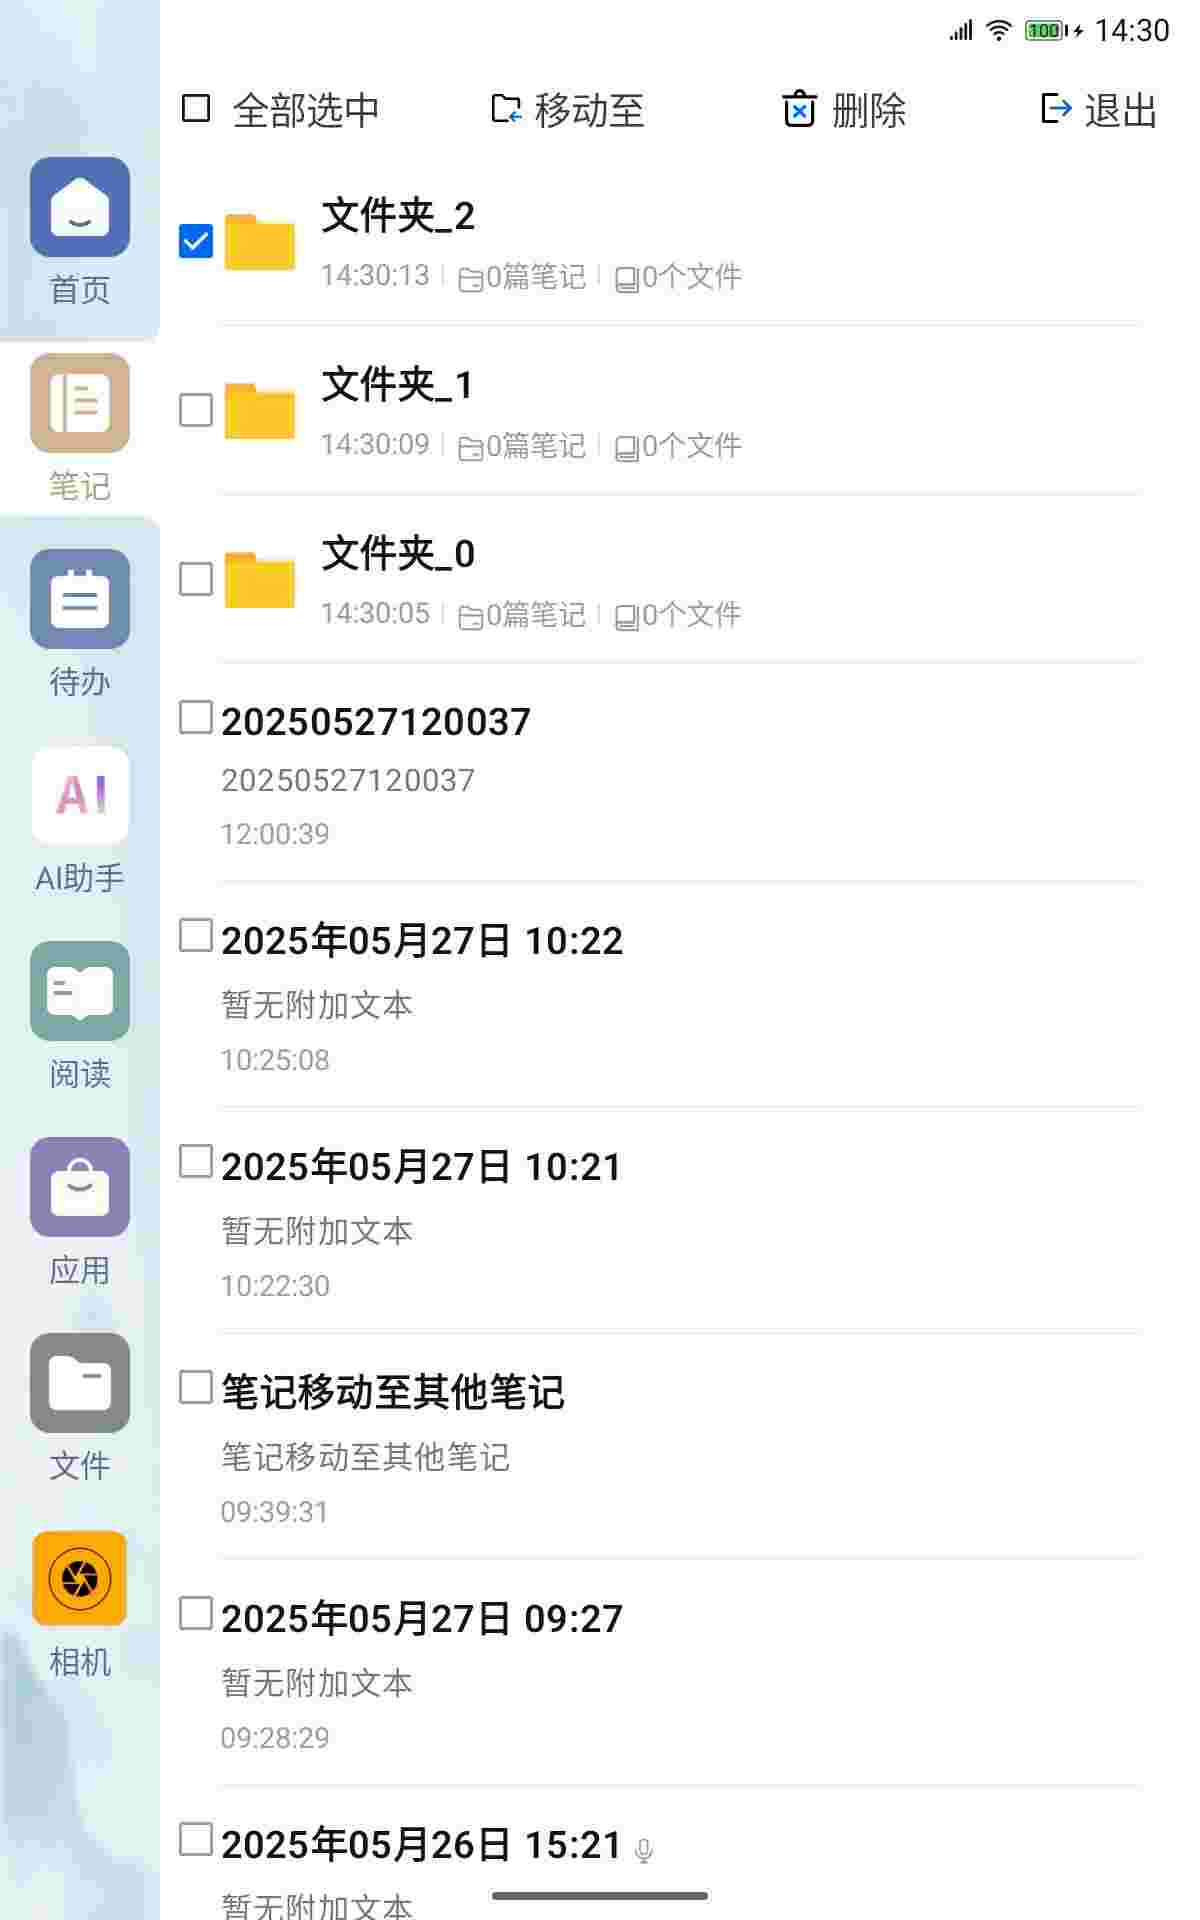 100 14:30
全部选中 移动至 删除 退出
首页
笔记
待办
AI
AI助手
阅读
应用
文件
相机
文件夹_2
14:30:13 0篇笔记 0个文件
文件夹_1
14:30:09 0篇笔记 0个文件
文件夹_0
14:30:05 0篇笔记 0个文件
20250527120037
20250527120037
12:00:39
2025年05月27日 10:22
暂无附加文本
10:25:08
2025年05月27日 10:21
暂无附加文本
10:22:30
笔记移动至其他笔记
笔记移动至其他笔记
09:39:31
2025年05月27日 09:27
暂无附加文本
09:28:29
2025年05月26日 15:21
暂无附加文本